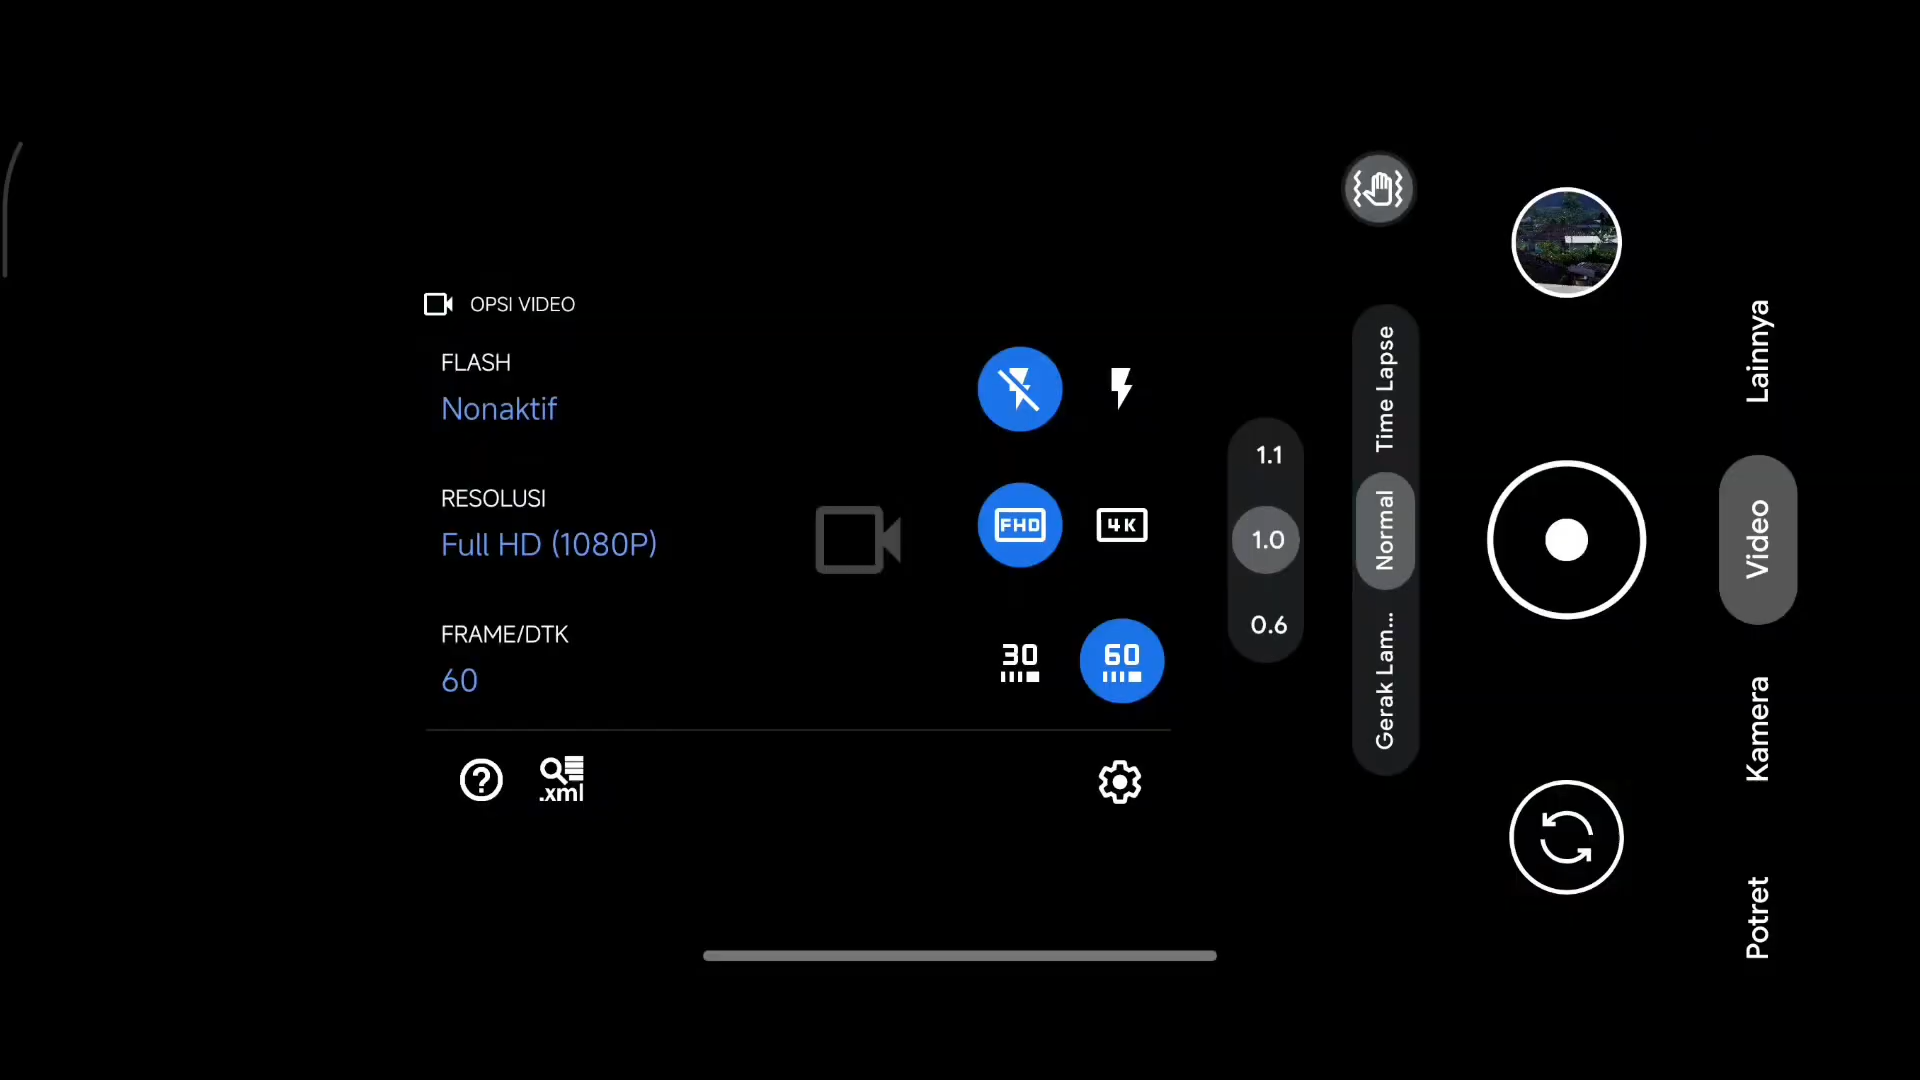 OPSI VIDEO
FLASH
Nonaktif
RESOLUSI
Full HD (1080P)
FHD
4K
FRAME/DTK
60
30
60
.xml
1.1
1.0
0.6
Time Lapse
Normal
Gerak Lam...
Lainnya
Video
Kamera
Potret